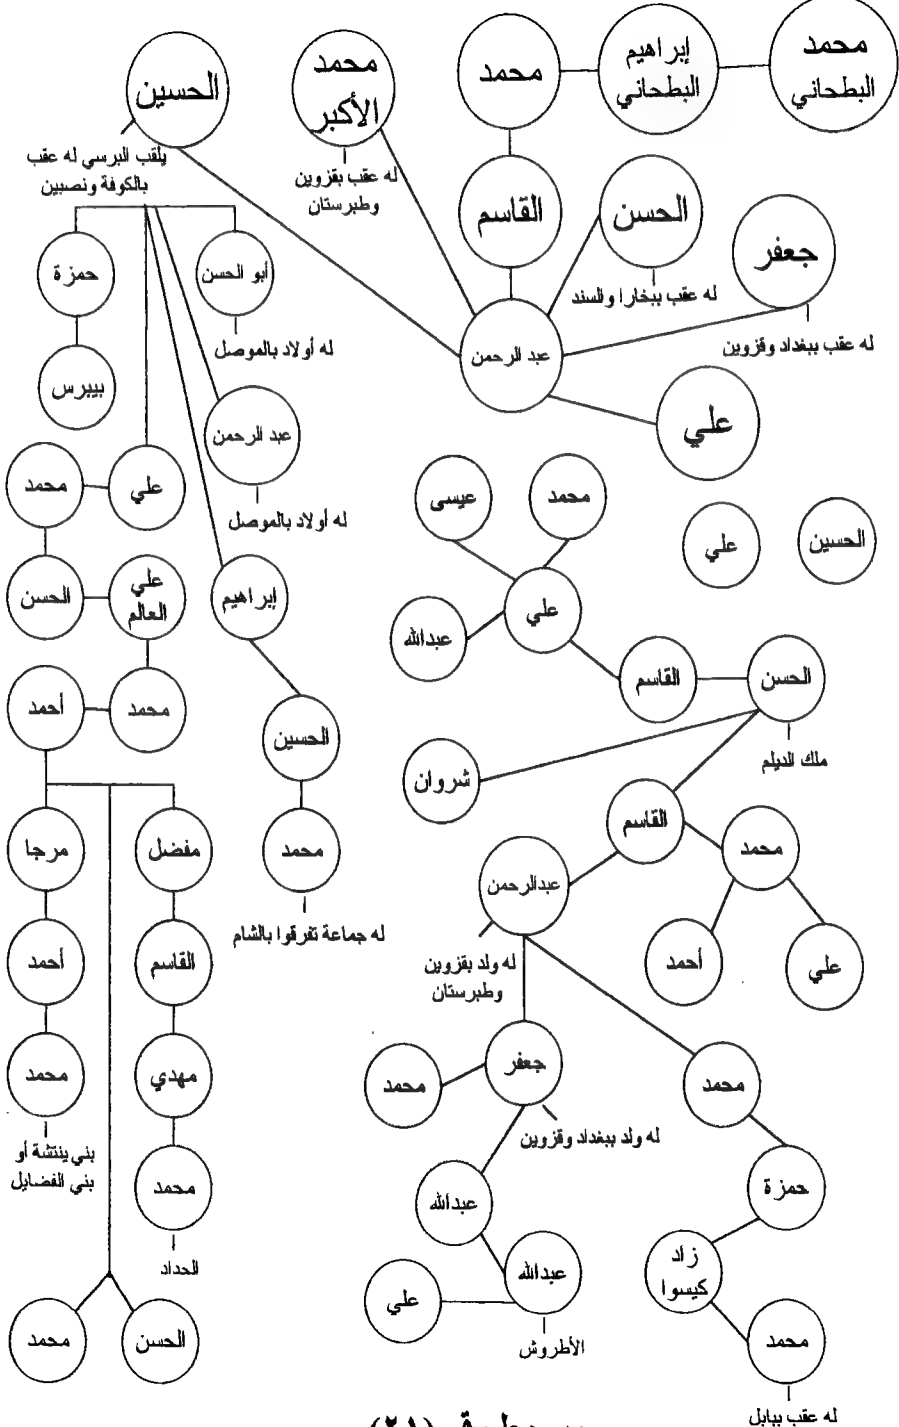 محمد
البطحاني
إبراهيم
البطحاني
محمد
محمد
الأكبر
الحسين
له عقب بقزوين
وطبرستان
يلقب البرسي له عقب
بالكوفة ونصبين
القاسم
الحسن
جعفر
له عقب ببخارا والسند
له عقب ببغداد وقزوين
عبد الرحمن
علي
أبو الحسن
حمزة
له أولاد بالموصل
بيبرس
عبد الرحمن
له أولاد بالموصل
علي
محمد
الحسين
علي
محمد
عيسى
علي
عبدالله
القاسم
الحسن
ملك الديلم
شروان
إبراهيم
علي
العالم
الحسن
محمد
أحمد
الحسين
محمد
له جماعة تفرقوا بالشام
القاسم
محمد
عبدالرحمن
علي
أحمد
له ولد بقزوين
وطبرستان
مفضل
مرجا
القاسم
أحمد
مهدي
محمد
بني ينتشة أو
بني الفضايل
محمد
الحداد
الحسن
محمد
محمد
جعفر
محمد
له ولد ببغداد وقزوين
حمزة
عبدالله
زاد
كيسوا
عبدالله
علي
الأطروش
محمد
له عقب ببابل